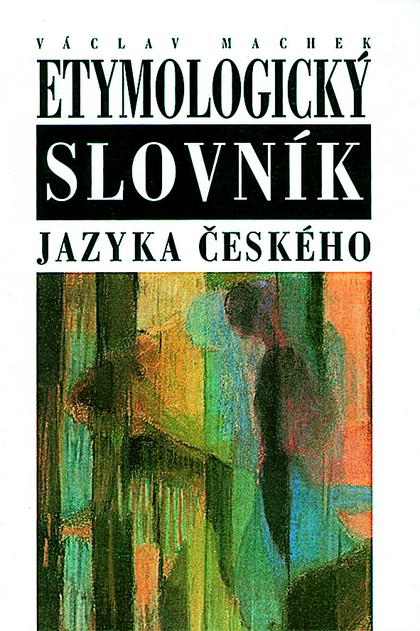 VÁCLAV MACHEK
ETYMOLOGICKÝ
SLOVNÍK
JAZYKA ČESKÉHO